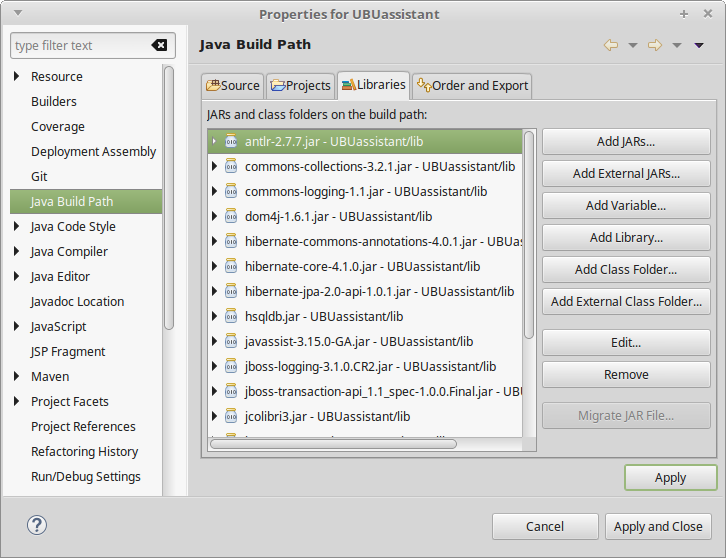 Properties for UBUassistant
type filter text
Resource
Builders
Coverage
Deployment Assembly
Git
Java Build Path
Java Code Style
Java Compiler
Java Editor
Javadoc Location
JavaScript
JSP Fragment
Maven
Project Facets
Project References
Refactoring History
Run/Debug Settings
Java Build Path
Source Projects Libraries Order and Export
JARs and class folders on the build path:
antlr-2.7.7.jar - UBUassistant/lib
commons-collections-3.2.1.jar - UBUassistant/lib
commons-logging-1.1.jar - UBUassistant/lib
dom4j-1.6.1.jar - UBUassistant/lib
hibernate-commons-annotations-4.0.1.jar - UBUas
hibernate-core-4.1.0.jar - UBUassistant/lib
hibernate-jpa-2.0-api-1.0.1.jar - UBUassistant/lib
hsqldb.jar - UBUassistant/lib
javassist-3.15.0-GA.jar - UBUassistant/lib
jboss-logging-3.1.0.CR2.jar - UBUassistant/lib
jboss-transaction-api_1.1_spec-1.0.0.Final.jar - UBU
jcolibri3.jar - UBUassistant/lib
Add JARs...
Add External JARs...
Add Variable...
Add Library...
Add Class Folder...
Add External Class Folder...
Edit...
Remove
Migrate JAR File...
Apply
Cancel
Apply and Close